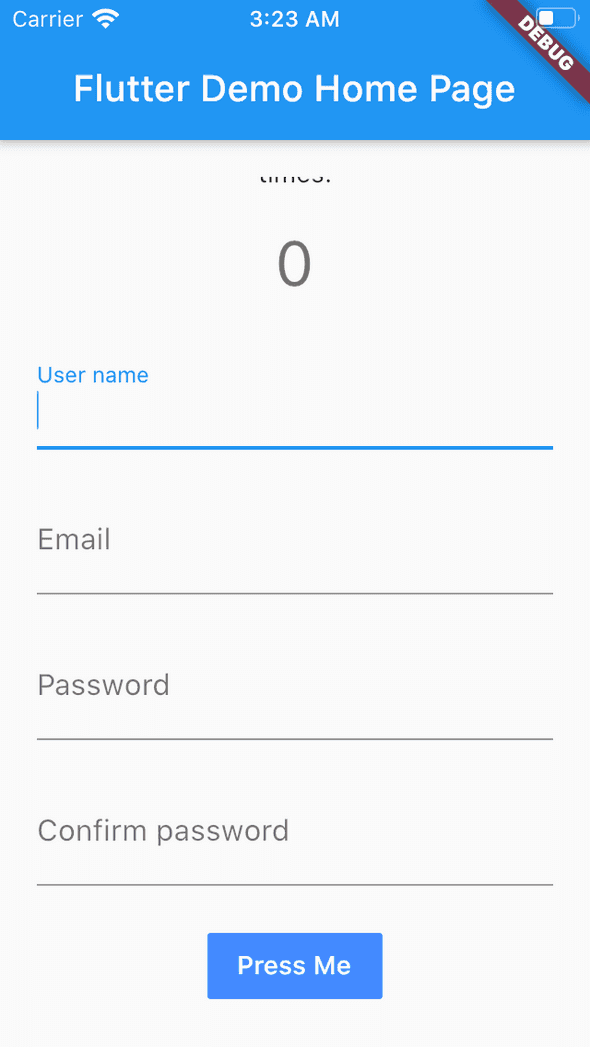 Carrier 3:23 AM
DEBUG
Flutter Demo Home Page
times:
0
User name
Email
Password
Confirm password
Press Me